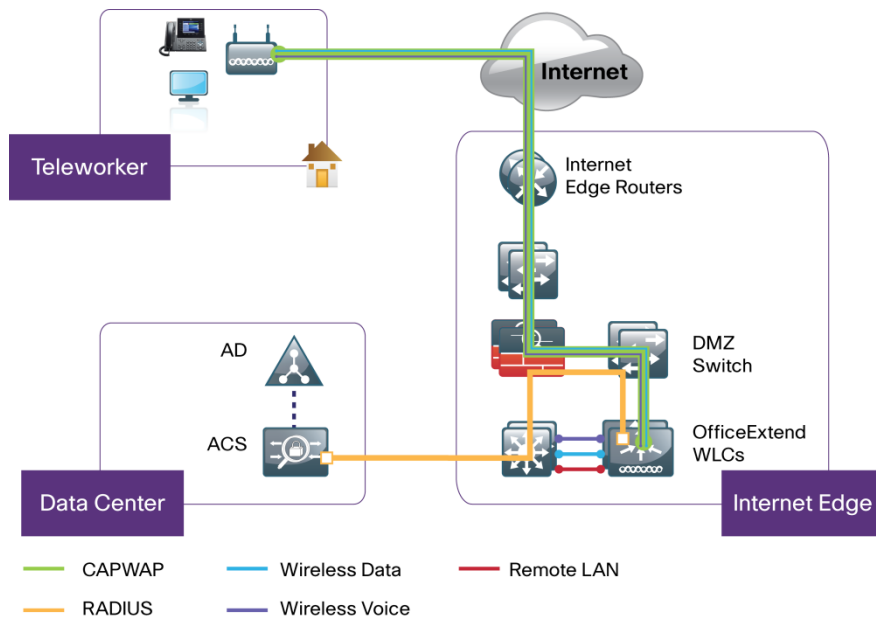 Internet
Teleworker
Internet
Edge Routers
AD
DMZ
Switch
ACS
OfficeExtend
WLCs
Data Center
Internet Edge
CAPWAP
Wireless Data
Remote LAN
RADIUS
Wireless Voice